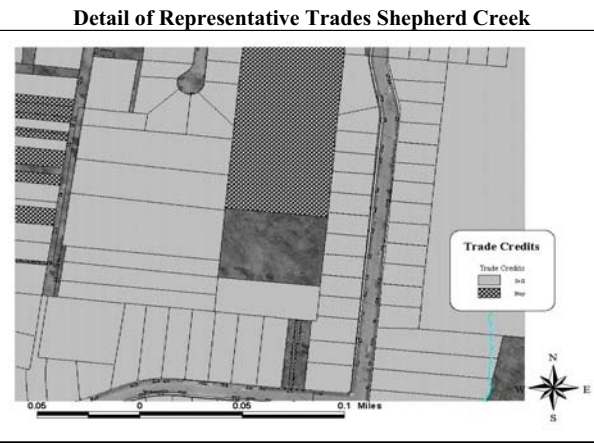 Detail of Representative Trades Shepherd Creek
Trade Credits
Trade Credits
Sell
Buy
N
W
E
S
0.05 0 0.05 0.1 Miles